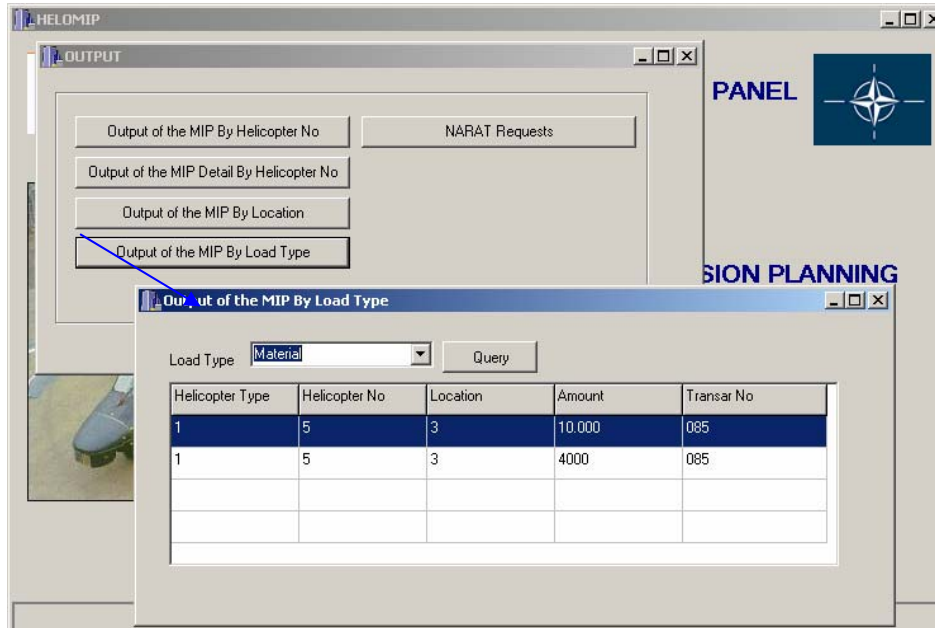 HELOMIP
OUTPUT
PANEL
Output of the MIP By Helicopter No
NARAT Requests
Output of the MIP Detail By Helicopter No
Output of the MIP By Location
Output of the MIP By Load Type
SION PLANNING
Output of the MIP By Load Type
Load Type Material Query
Helicopter Type Helicopter No Location Amount Transar No
1 5 3 10.000 085
1 5 3 4000 085